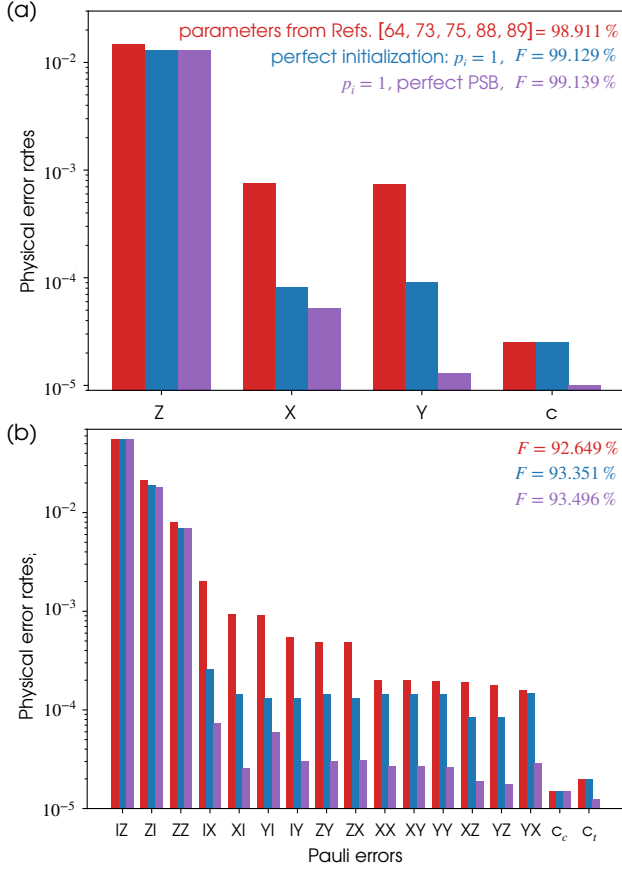 (a)
parameters from Refs. [64, 73, 75, 88, 89] = 98.911 %
perfect initialization: p_i = 1, F = 99.129 %
p_i = 1, perfect PSB, F = 99.139 %
Physical error rates
10⁻²
10⁻³
10⁻⁴
10⁻⁵
Z X Y c
(b)
F = 92.649 %
F = 93.351 %
F = 93.496 %
Physical error rates;
10⁻²
10⁻³
10⁻⁴
10⁻⁵
IZ ZI ZZ IX XI YI IY ZY ZX XX XY YY XZ YZ YX c_c c_t
Pauli errors